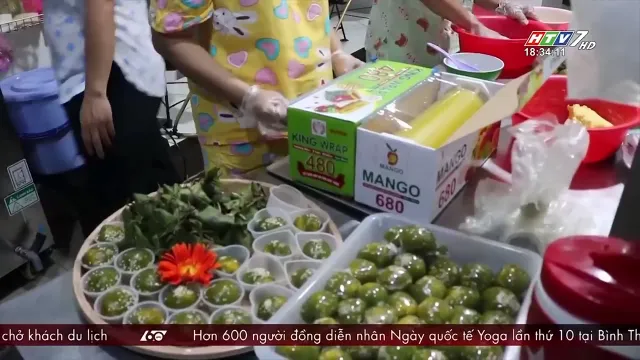 HTV7 HD
18:34:11
KING WRAP
480
MANGO
MANGO
680
680
chở khách du lịch
60
Hơn 600 người đồng diễn nhân Ngày quốc tế Yoga lần thứ 10 tại Bình Th